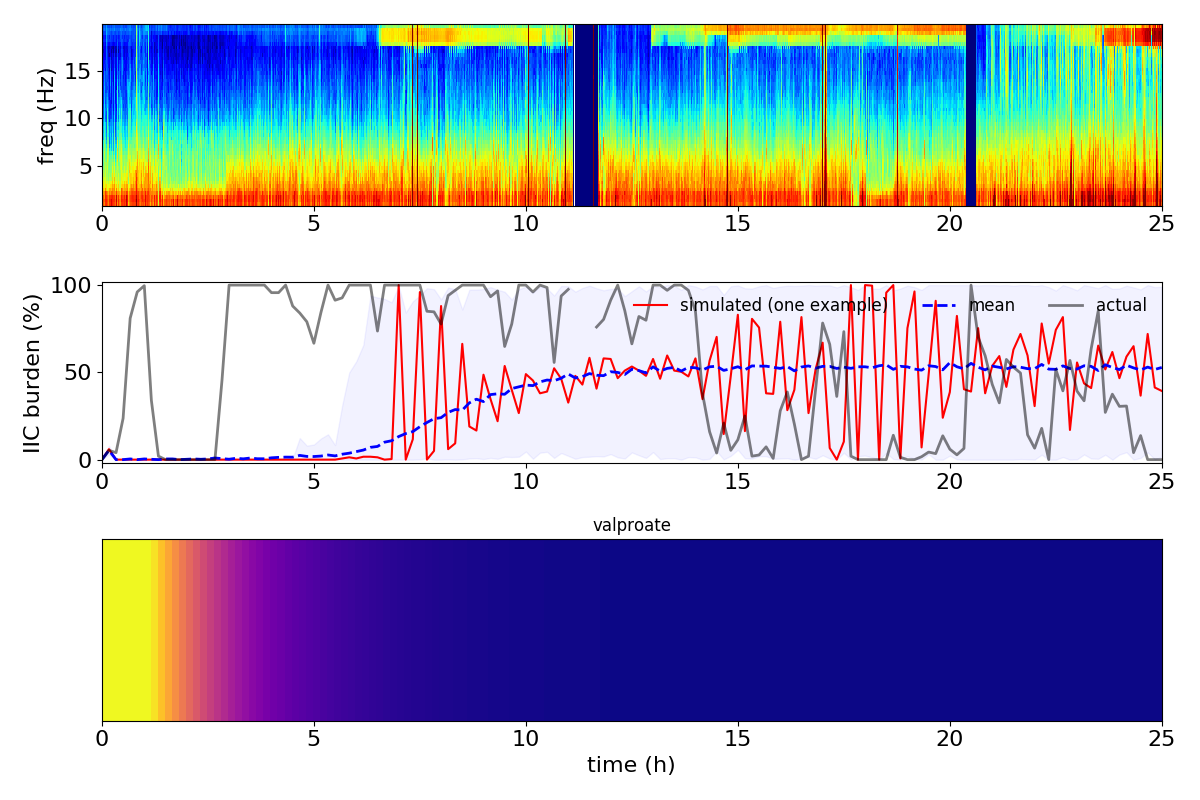 freq (Hz)
15
10
5
0 5 10 15 20 25
IIC burden (%)
100
50
0
simulated (one example) mean actual
0 5 10 15 20 25
valproate
0 5 10 15 20 25
time (h)